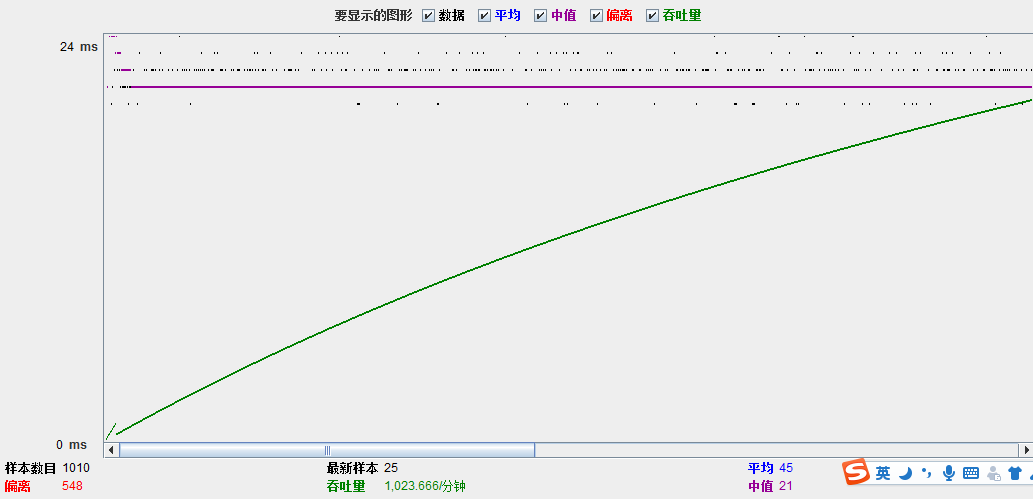 要显示的图形 数据 平均 中值 偏离 吞吐量
24 ms
0 ms
样本数目 1010 最新样本 25 平均 45
偏离 548 吞吐量 1,023.666/分钟 中值 21
S 英